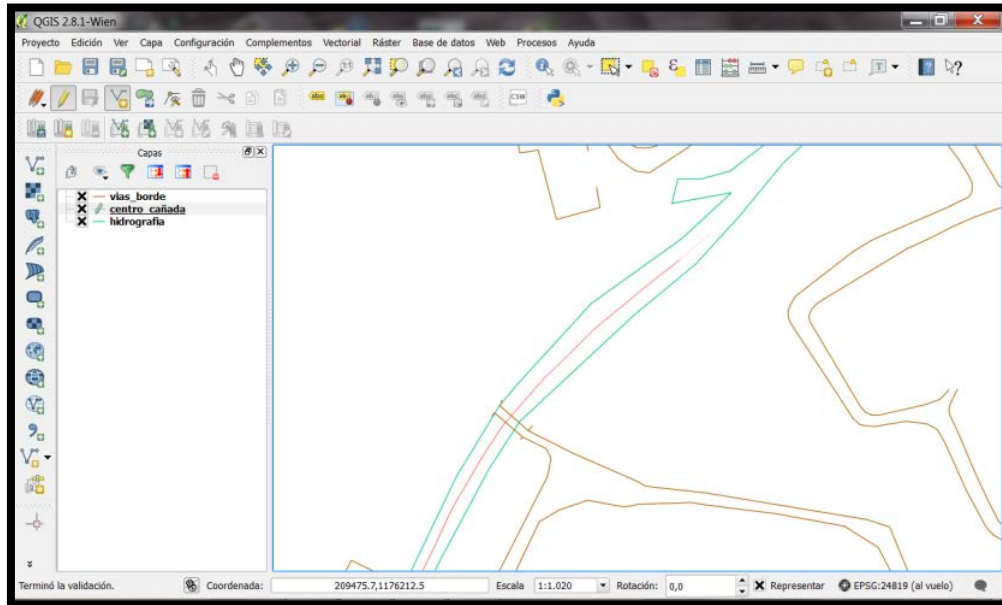 QGIS 2.8.1-Wien
Proyecto Edición Ver Capa Configuración Complementos Vectorial Ráster Base de datos Web Procesos Ayuda
Capas
vias_borde
centro_cañada
hidrografia
Terminó la validación. Coordenada: 209475.7,1176212.5 Escala 1:1.020 Rotación: 0,0 Representar EPSG:24819 (al vuelo)